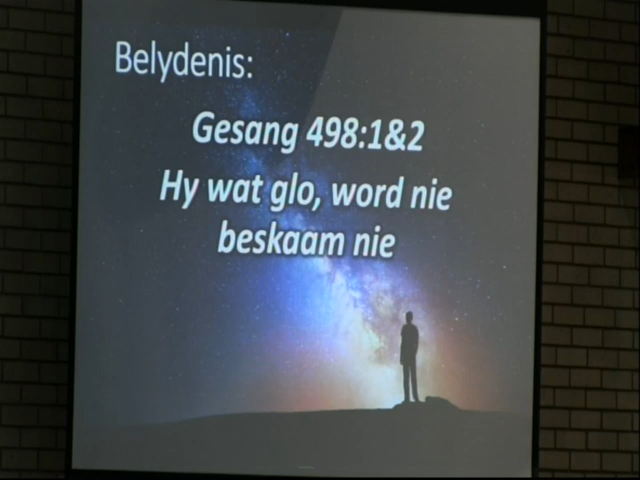 Belydenis:
Gesang 498:1&2
Hy wat glo, word nie
beskaam nie